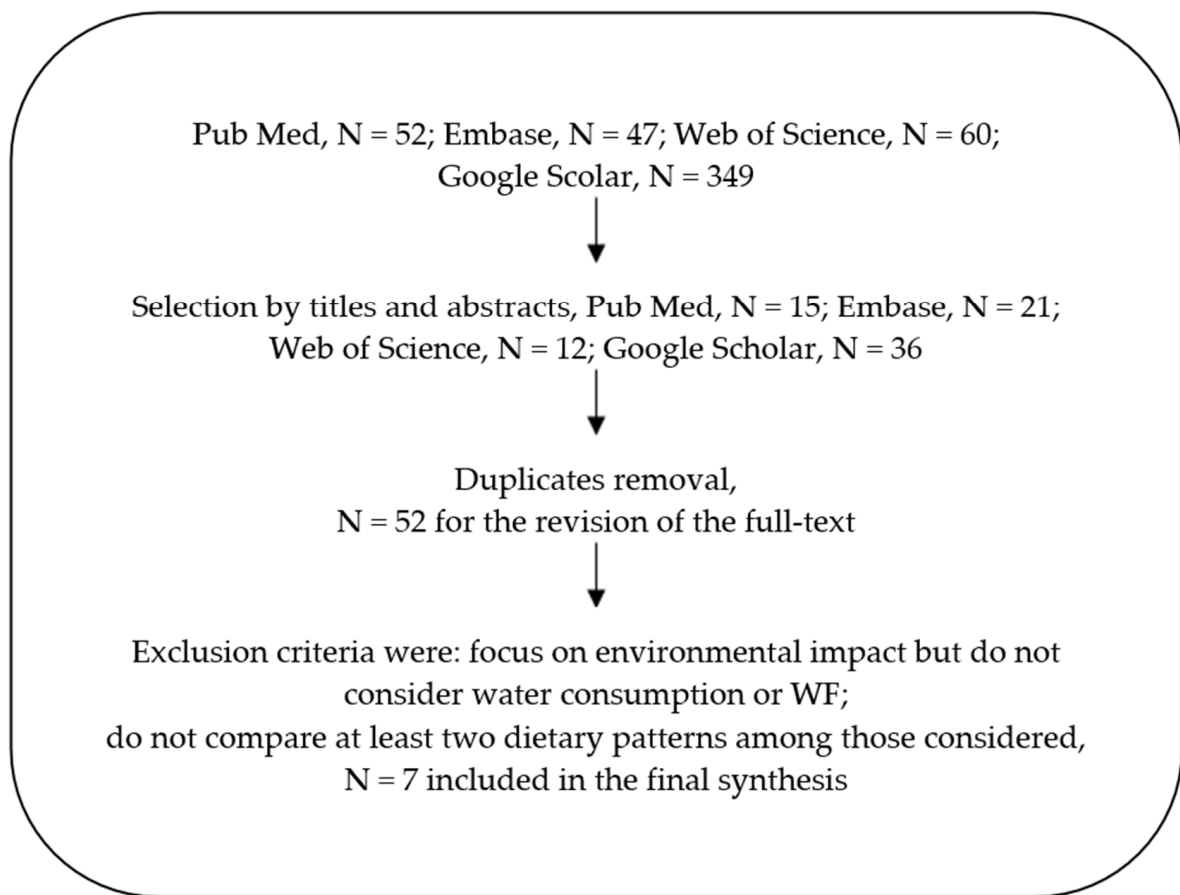 Pub Med, N = 52; Embase, N = 47; Web of Science, N = 60;
Google Scolar, N = 349
Selection by titles and abstracts, Pub Med, N = 15; Embase, N = 21;
Web of Science, N = 12; Google Scholar, N = 36
Duplicates removal,
N = 52 for the revision of the full-text
Exclusion criteria were: focus on environmental impact but do not
consider water consumption or WF;
do not compare at least two dietary patterns among those considered,
N = 7 included in the final synthesis